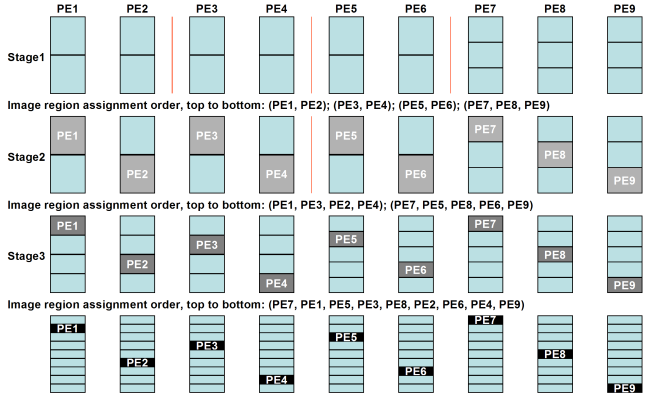 PE1 PE2 PE3 PE4 PE5 PE6 PE7 PE8 PE9
Stage1
Image region assignment order, top to bottom: (PE1, PE2); (PE3, PE4); (PE5, PE6); (PE7, PE8, PE9)
PE1 PE2 PE3 PE4 PE5 PE6 PE7 PE8 PE9
Stage2
Image region assignment order, top to bottom: (PE1, PE3, PE2, PE4); (PE7, PE5, PE8, PE6, PE9)
PE1 PE2 PE3 PE4 PE5 PE6 PE7 PE8 PE9
Stage3
Image region assignment order, top to bottom: (PE7, PE1, PE5, PE3, PE8, PE2, PE6, PE4, PE9)
PE1 PE2 PE3 PE4 PE5 PE6 PE7 PE8 PE9